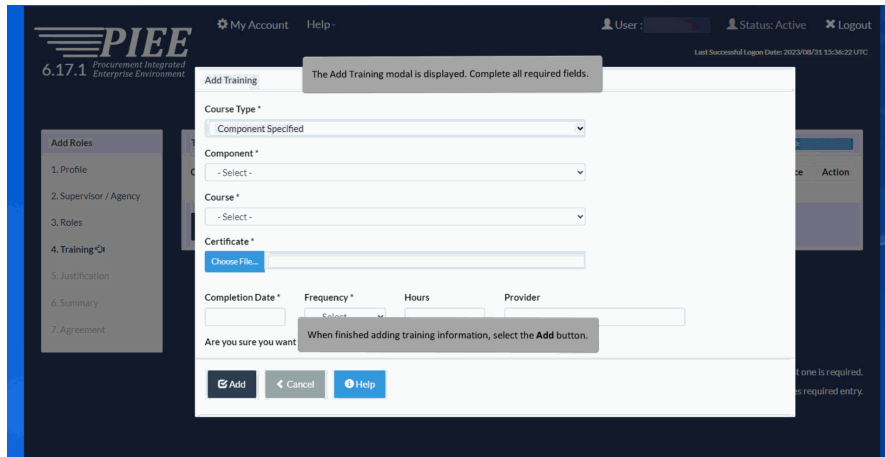 My Account Help
User :
Status: Active
Logout
PIEE
Last Successful Logon Date: 2023/08/31 13:36:22 UTC
6.17.1 Procurement Integrated Enterprise Environment
Add Training
The Add Training modal is displayed. Complete all required fields.
Course Type *
Component Specified
Add Roles
1. Profile
2. Supervisor / Agency
3. Roles
4. Training
5. Justification
6. Summary
7. Agreement
Component *
- Select -
Action
Course *
- Select -
Certificate *
Choose File...
Completion Date * Frequency * Hours Provider
When finished adding training information, select the Add button.
Are you sure you want
Add Cancel Help
one is required.
required entry.